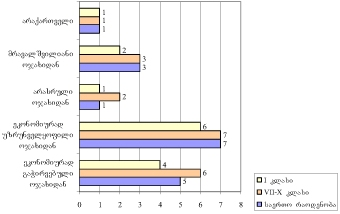 არაქართველი
1
1
1
მრავალშვილიანი
ოჯახიდან
2
3
3
არასრული
ოჯახიდან
1
2
1
ეკონომიურად
უზრუნველყოფილი
ოჯახიდან
6
7
7
ეკონომიურად
გაჭირვებული
ოჯახიდან
4
6
5
0 1 2 3 4 5 6 7 8
1 კლასი
VII-X კლასი
საერთო რაოდენობა